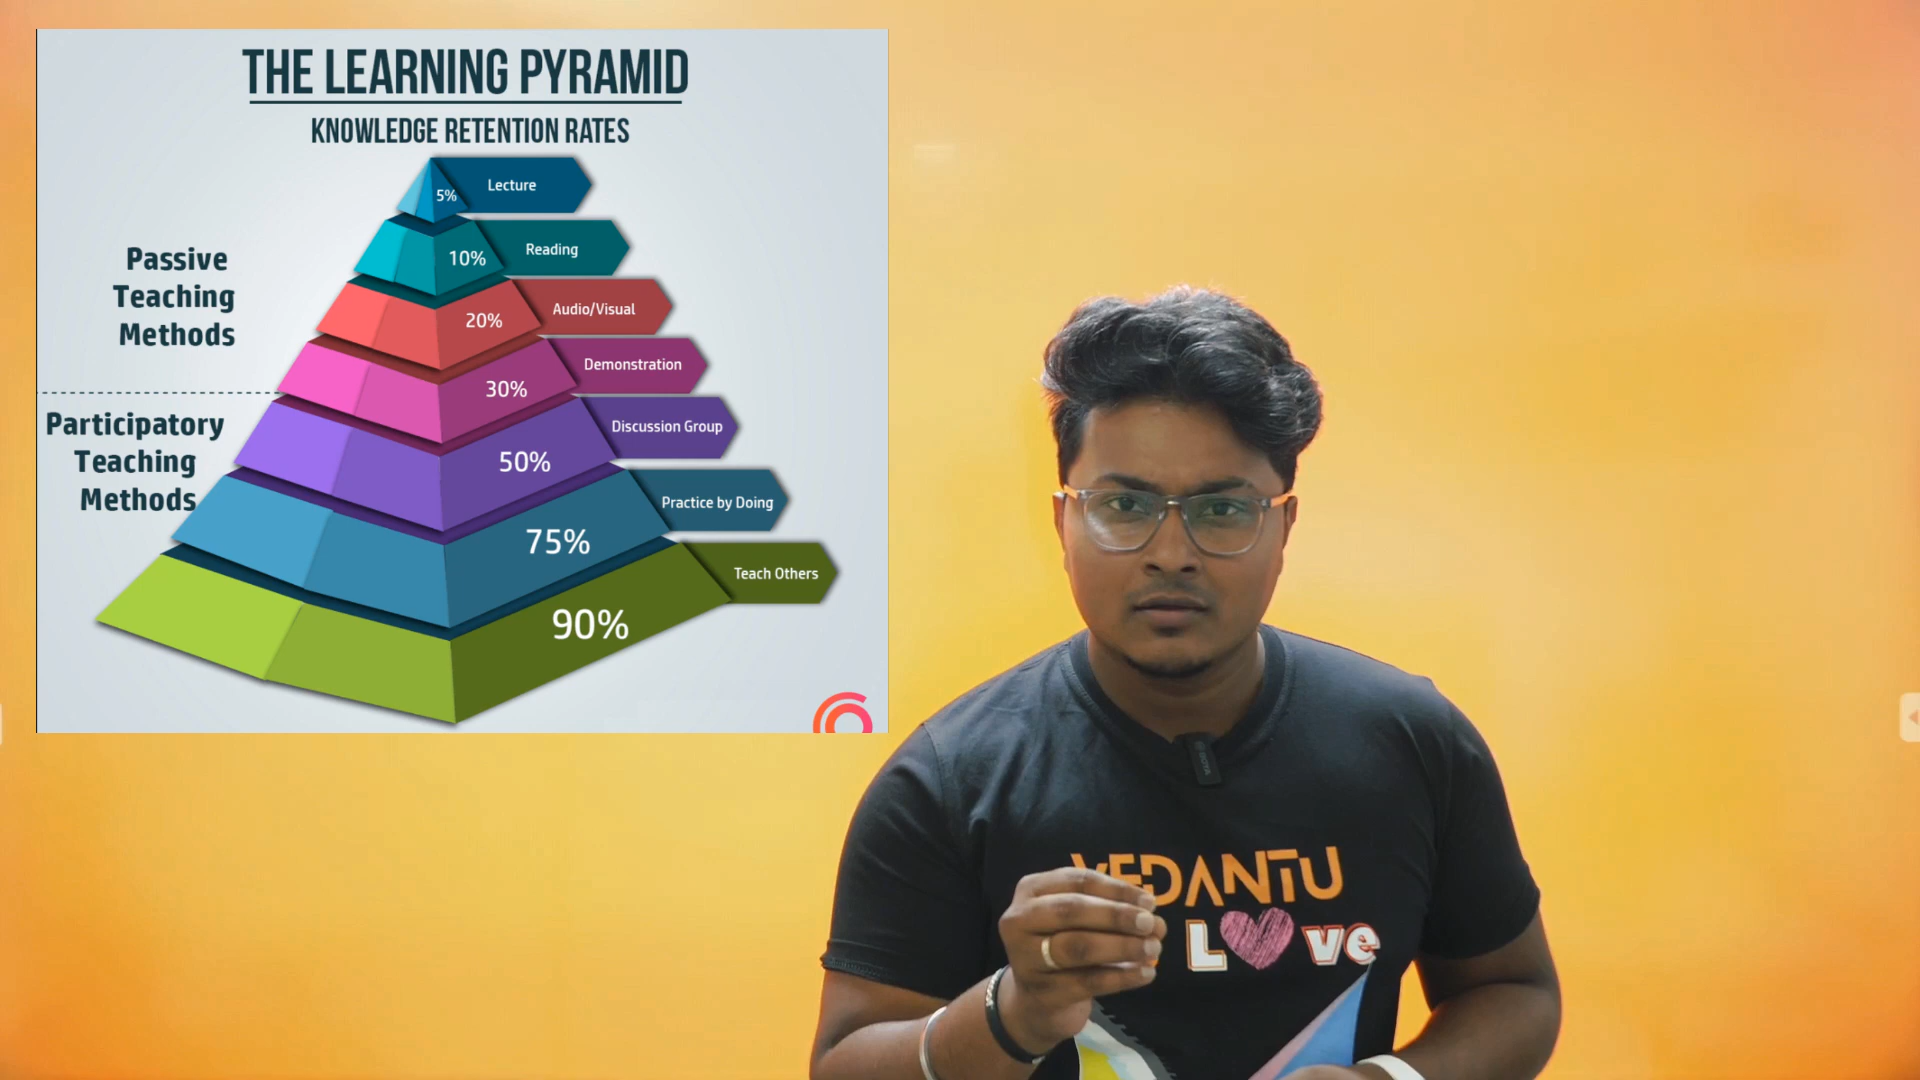 THE LEARNING PYRAMID
KNOWLEDGE RETENTION RATES
5% Lecture
10% Reading
20% Audio/Visual
30% Demonstration
50% Discussion Group
75% Practice by Doing
90% Teach Others
Passive
Teaching
Methods
Participatory
Teaching
Methods
VEDANTU
LOVE